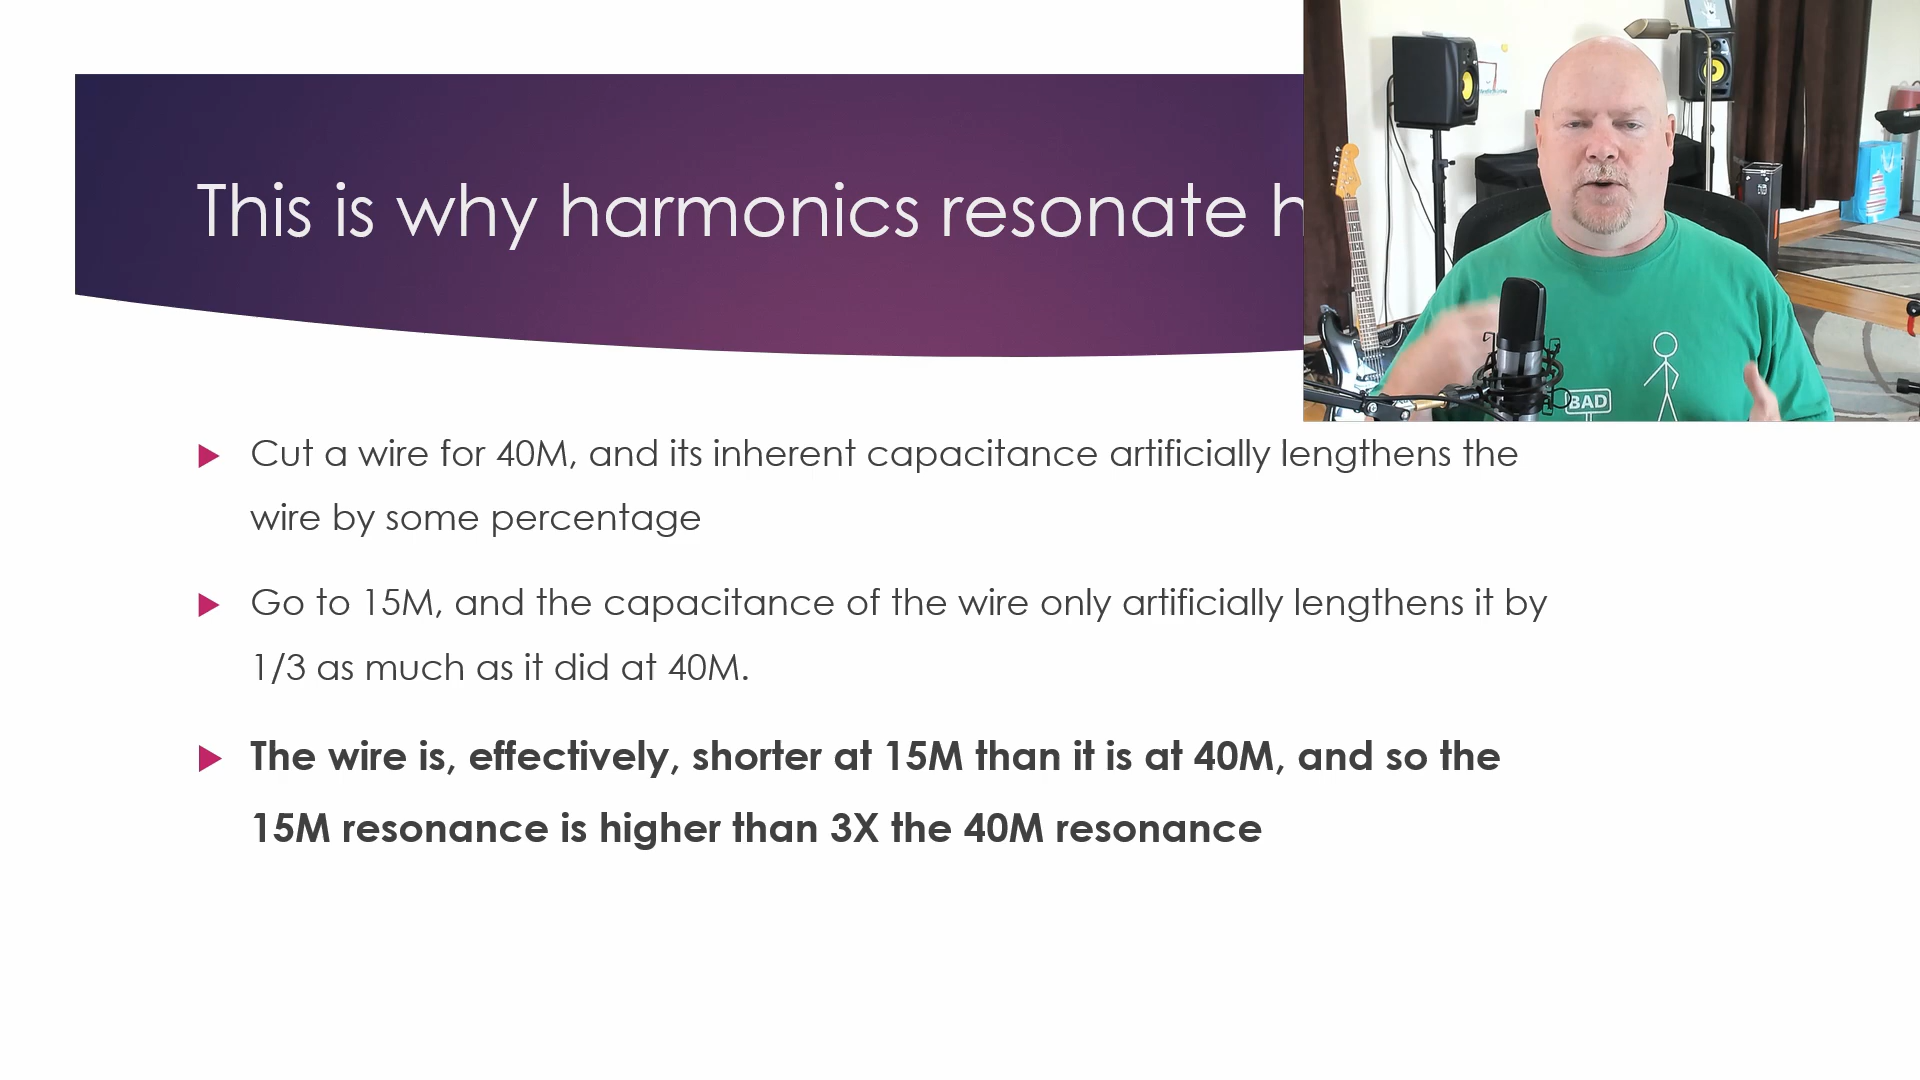 This is why harmonics resonate h
Cut a wire for 40M, and its inherent capacitance artificially lengthens the
wire by some percentage
Go to 15M, and the capacitance of the wire only artificially lengthens it by
1/3 as much as it did at 40M.
The wire is, effectively, shorter at 15M than it is at 40M, and so the
15M resonance is higher than 3X the 40M resonance
BAD